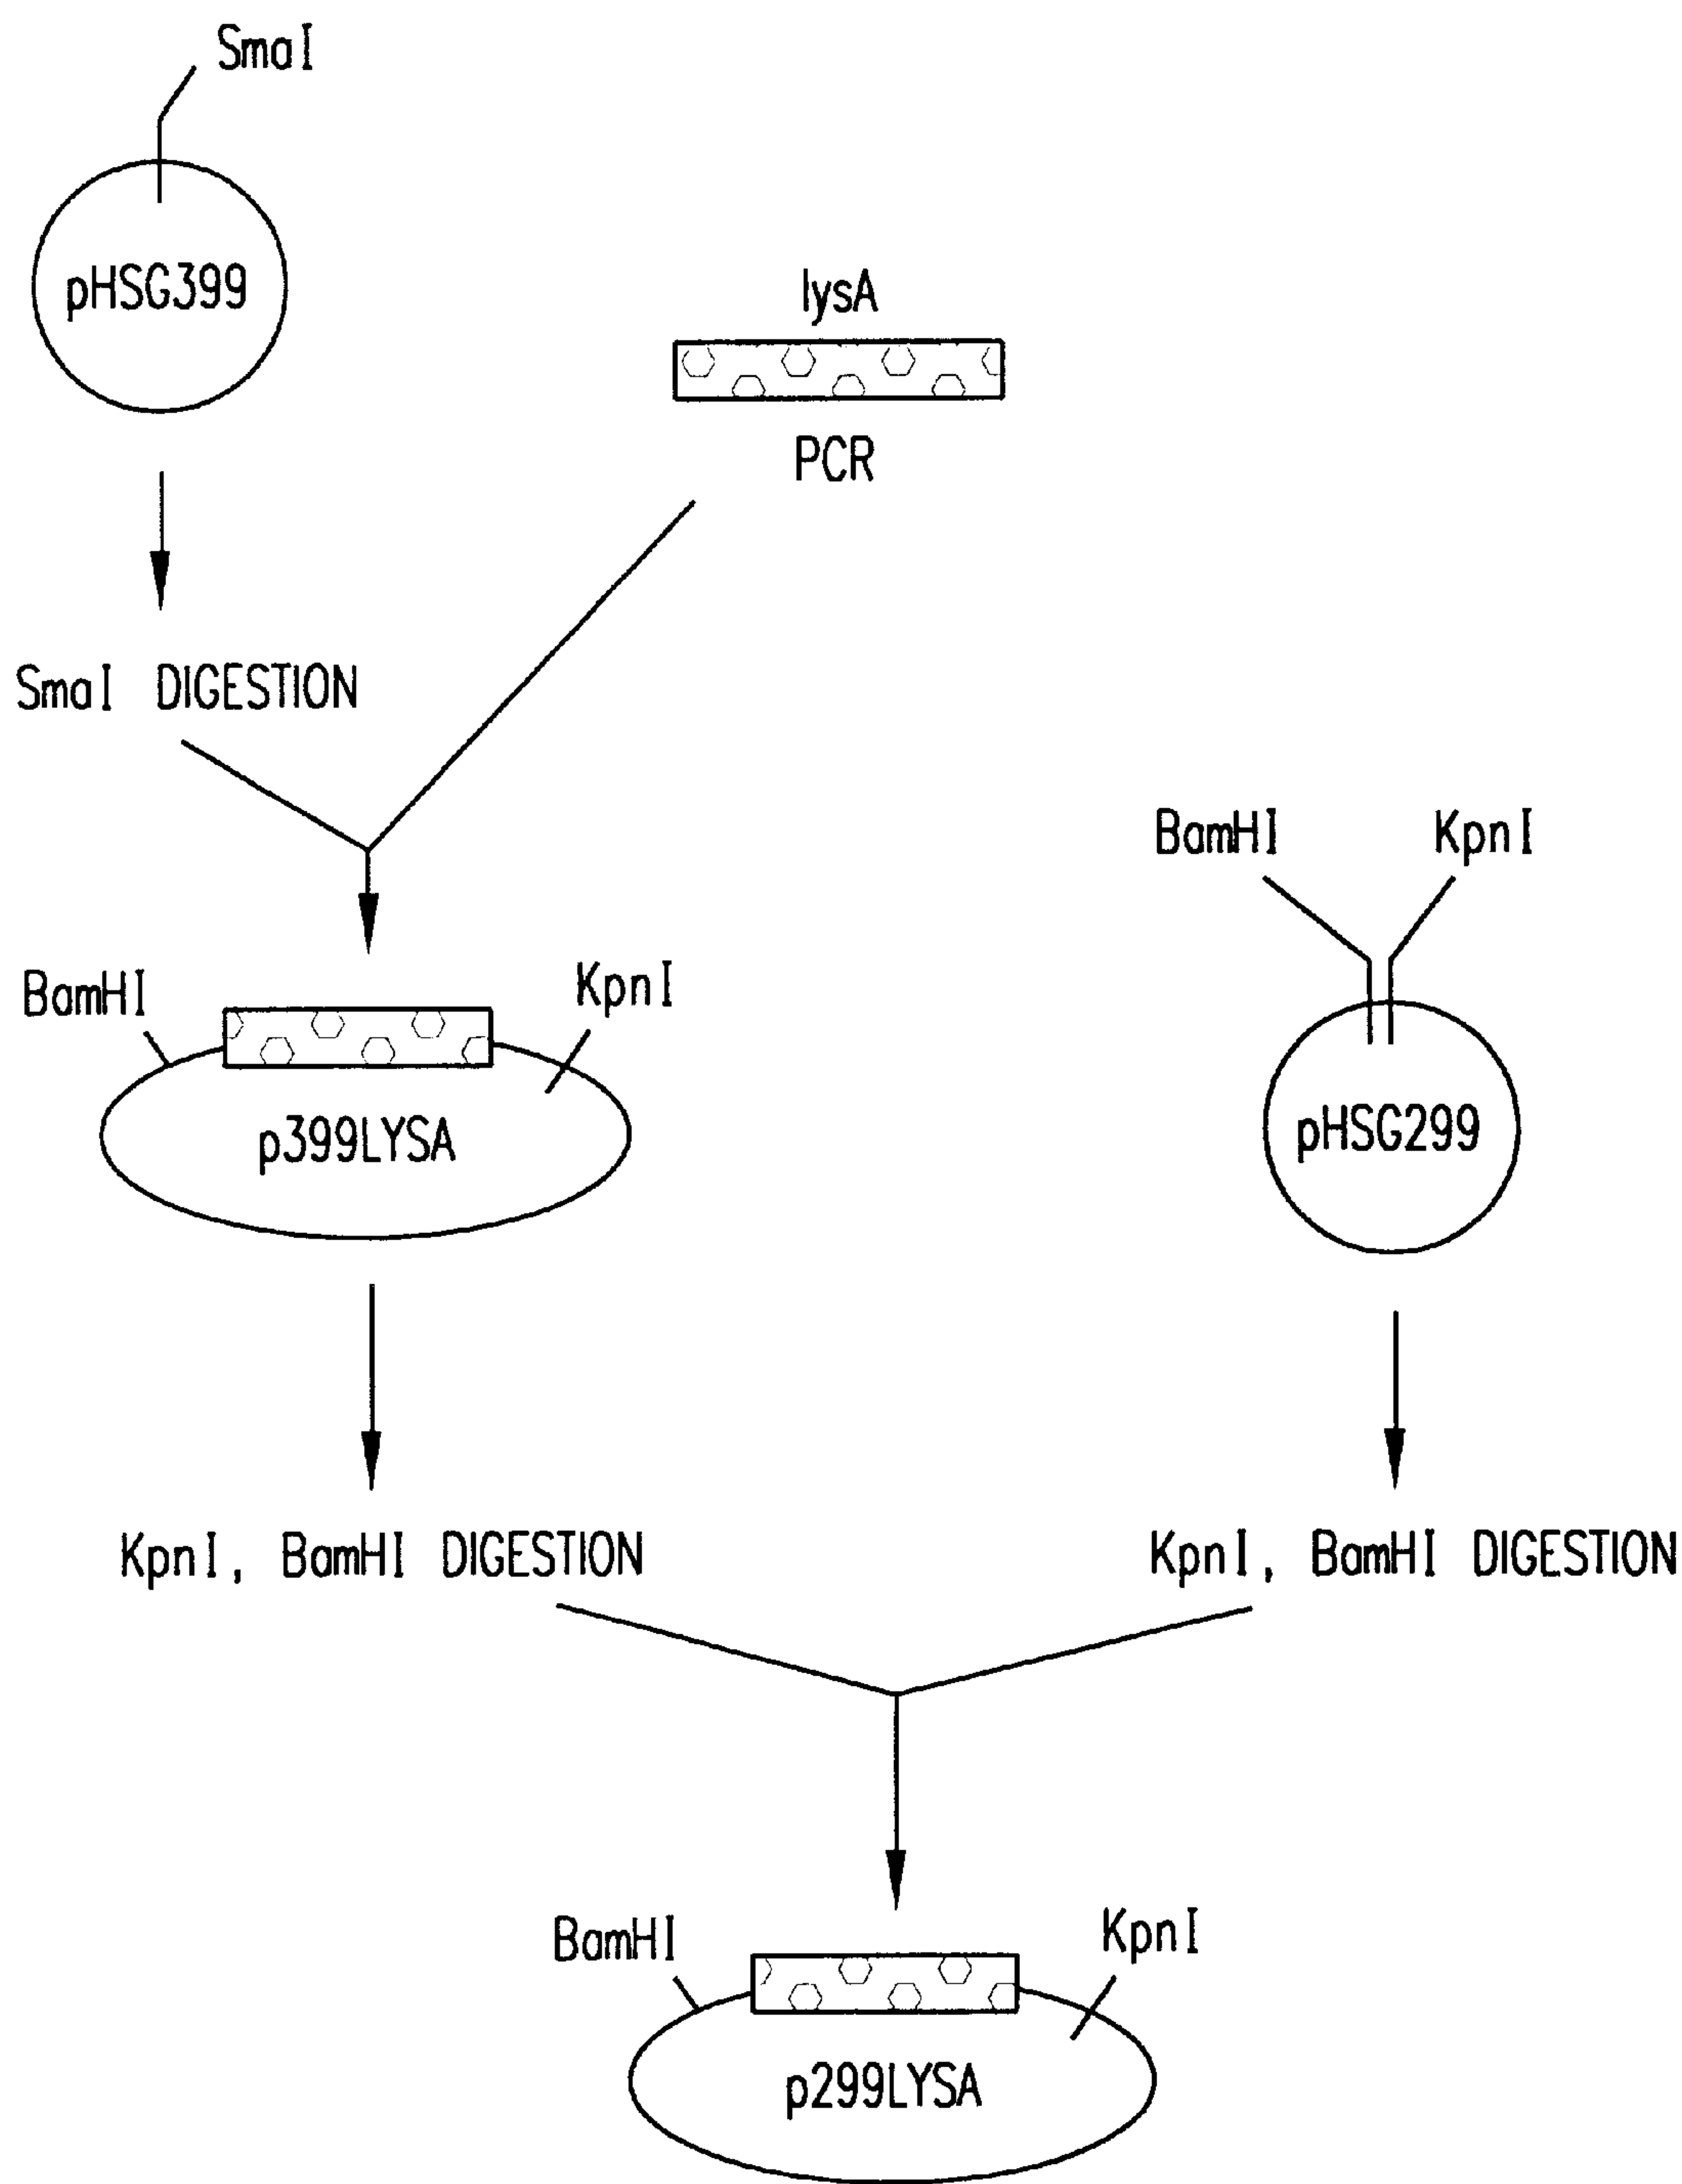 SmaI
pHSG399
lysA
PCR
SmaI DIGESTION
BamHI
KpnI
BamHI
KpnI
p399LYSA
pHSG299
KpnI, BamHI DIGESTION
KpnI, BamHI DIGESTION
BamHI
KpnI
p299LYSA